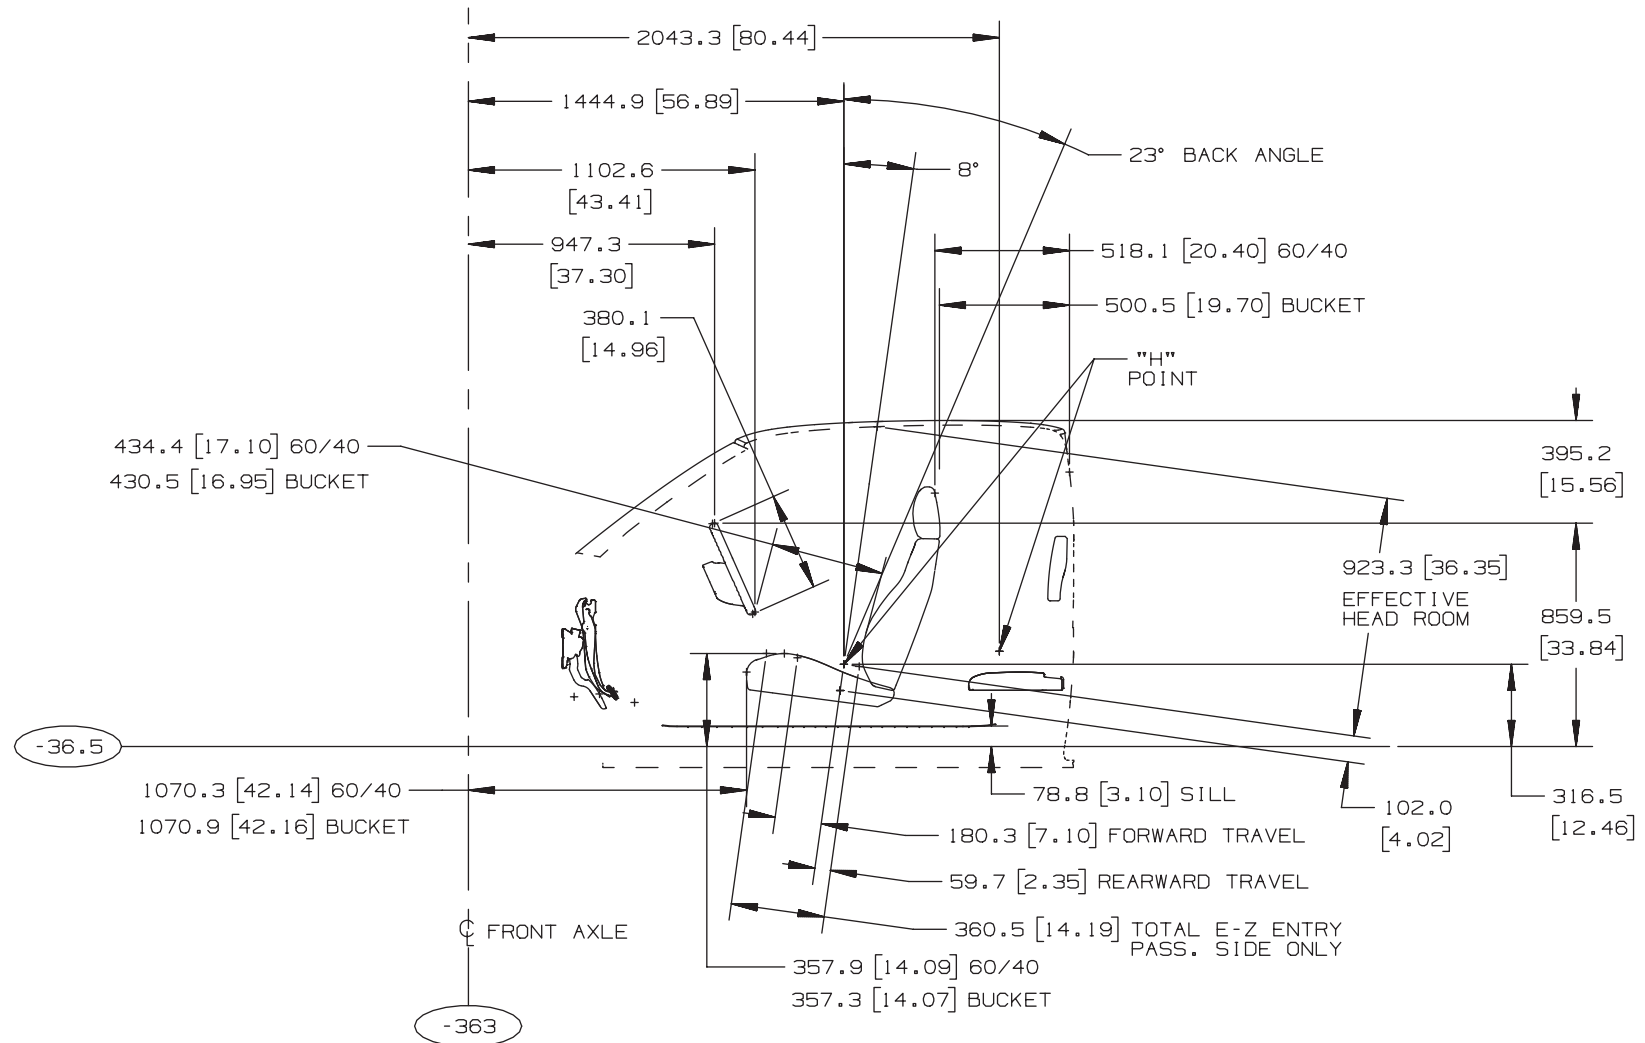 2043.3 [80.44]
1444.9 [56.89]
23° BACK ANGLE
8°
1102.6
[43.41]
947.3
[37.30]
518.1 [20.40] 60/40
500.5 [19.70] BUCKET
380.1
[14.96]
"H"
POINT
434.4 [17.10] 60/40
430.5 [16.95] BUCKET
395.2
[15.56]
923.3 [36.35]
EFFECTIVE
HEAD ROOM
859.5
[33.84]
-36.5
1070.3 [42.14] 60/40
1070.9 [42.16] BUCKET
78.8 [3.10] SILL
102.0
[4.02]
316.5
[12.46]
180.3 [7.10] FORWARD TRAVEL
59.7 [2.35] REARWARD TRAVEL
360.5 [14.19] TOTAL E-Z ENTRY
PASS. SIDE ONLY
℄ FRONT AXLE
357.9 [14.09] 60/40
357.3 [14.07] BUCKET
-363